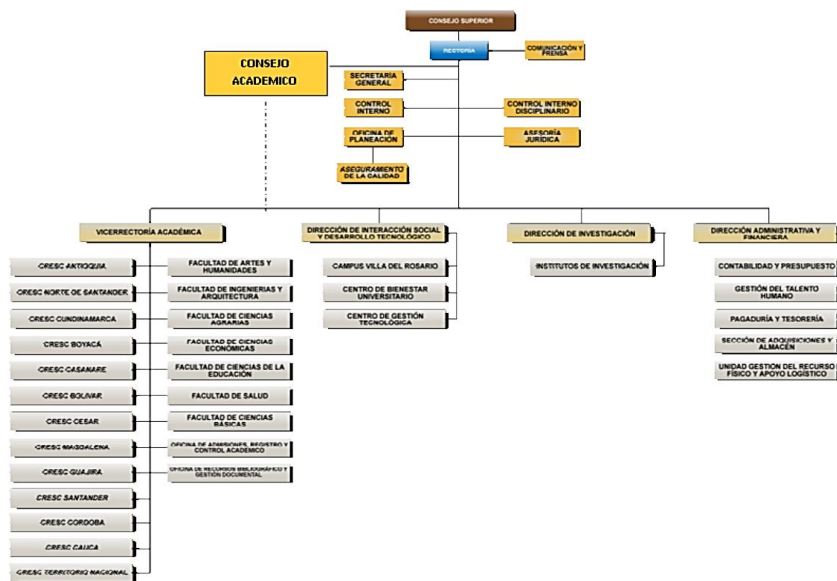 CONSEJO SUPERIOR
RECTORÍA
COMUNICACIÓN Y
PRENSA
CONSEJO
ACADEMICO
SECRETARÍA
GENERAL
CONTROL
INTERNO
CONTROL INTERNO
DISCIPLINARIO
OFICINA DE
PLANEACIÓN
ASESORÍA
JURÍDICA
ASEGURAMIENTO
DE LA CALIDAD
VICERRECTORÍA ACADÉMICA
CRESC ANTIOQUIA
CRESC NORTE DE SANTANDER
CRESC CUNDINAMARCA
CRESC BOYACÁ
CRESC CASANARE
CRESC BOLIVAR
CRESC CESAR
CRESC MAGDALENA
CRESC GUAJIRA
CRESC SANTANDER
CRESC CORDOBA
CRESC CAUCA
CRESC TERRITORIO NACIONAL
FACULTAD DE ARTES Y
HUMANIDADES
FACULTAD DE INGENIERIAS Y
ARQUITECTURA
FACULTAD DE CIENCIAS
AGRARIAS
FACULTAD DE CIENCIAS
ECONÓMICAS
FACULTAD DE CIENCIAS DE LA
EDUCACIÓN
FACULTAD DE SALUD
FACULTAD DE CIENCIAS
BÁSICAS
OFICINA DE ADMISIONES, REGISTRO Y
CONTROL ACADEMICO
OFICINA DE RECURSOS BIBLIOGRÁFICO Y
GESTIÓN DOCUMENTAL
DIRECCIÓN DE INTERACCIÓN SOCIAL
Y DESARROLLO TECNOLÓGICO
CAMPUS VILLA DEL ROSARIO
CENTRO DE BIENESTAR
UNIVERSITARIO
CENTRO DE GESTIÓN
TECNOLÓGICA
DIRECCIÓN DE INVESTIGACIÓN
INSTITUTOS DE INVESTIGACIÓN
DIRECCIÓN ADMINISTRATIVA Y
FINANCIERA
CONTABILIDAD Y PRESUPUESTO
GESTIÓN DEL TALENTO
HUMANO
PAGADURÍA Y TESORERÍA
SECCIÓN DE ADQUISICIONES Y
ALMACÉN
UNIDAD GESTION DEL RECURSO
FÍSICO Y APOYO LOGÍSTICO